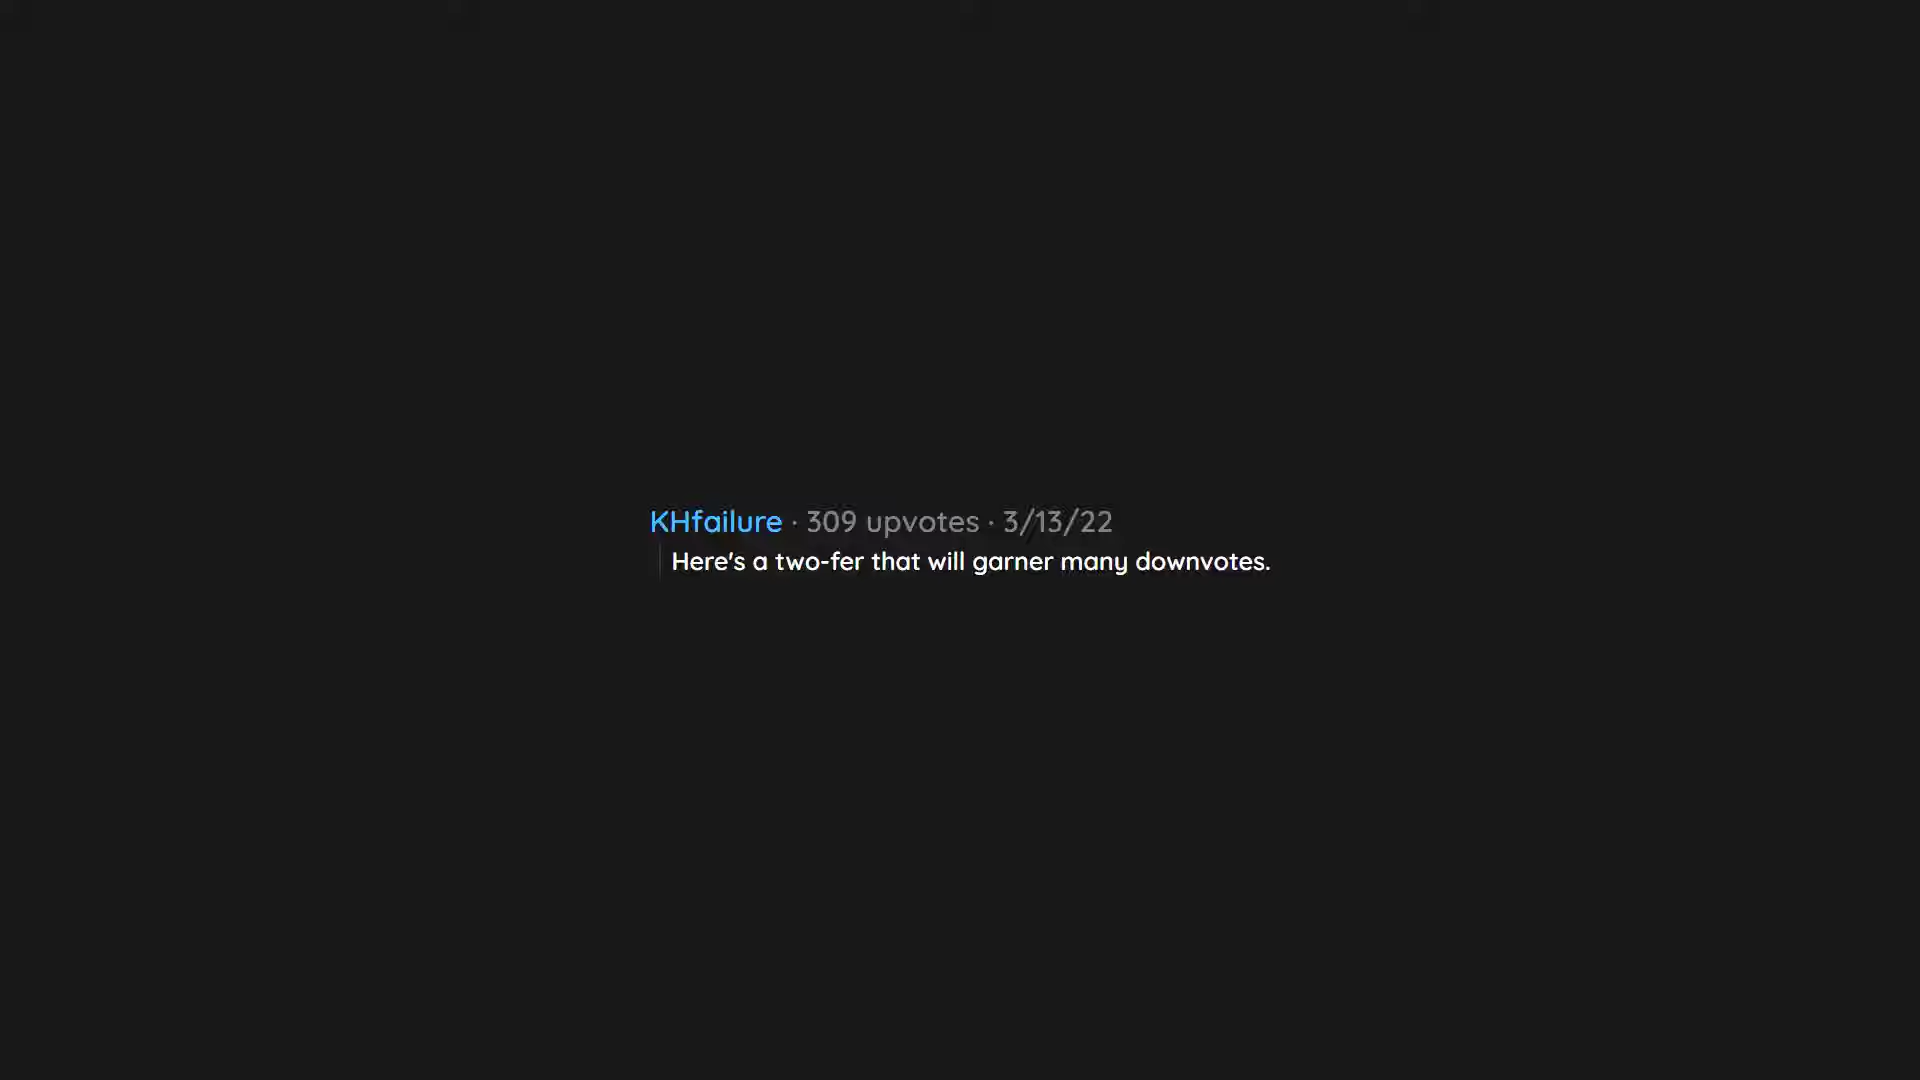 KHfailure · 309 upvotes · 3/13/22
Here's a two-fer that will garner many downvotes.